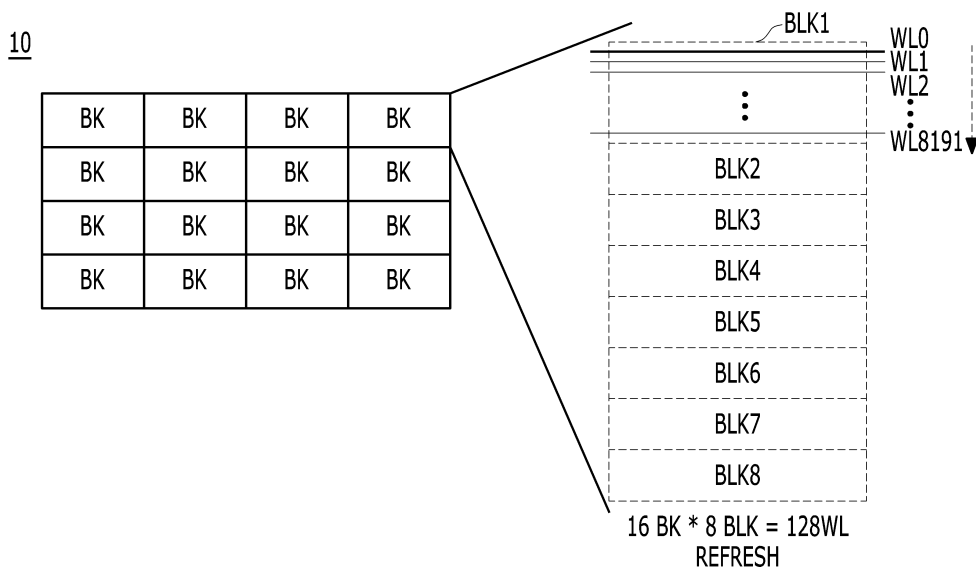 10
BK BK BK BK
BK BK BK BK
BK BK BK BK
BK BK BK BK
BLK1
WL0
WL1
WL2
WL8191
BLK2
BLK3
BLK4
BLK5
BLK6
BLK7
BLK8
16 BK * 8 BLK = 128WL
REFRESH